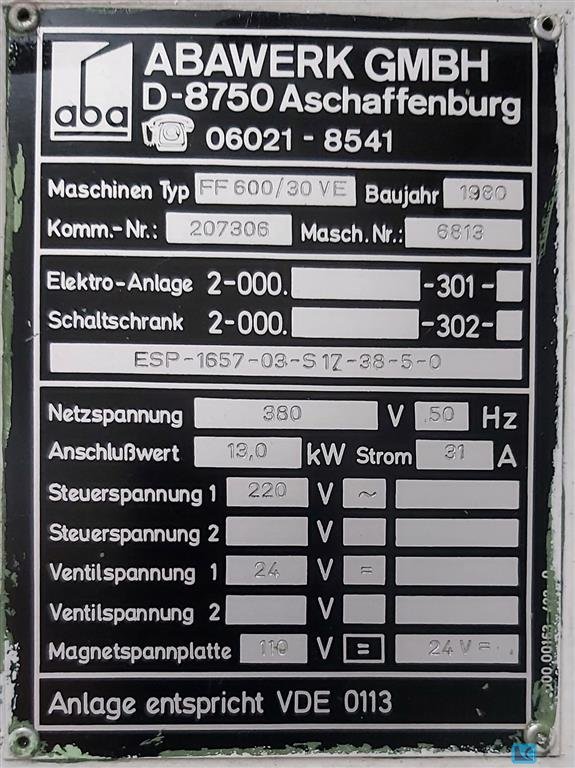 aba
ABAWERK GMBH
D-8750 Aschaffenburg
06021 - 8541
Maschinen Typ FF 600/30 VE Baujahr 1980
Komm.-Nr.: 207306 Masch.Nr.: 6813
Elektro-Anlage 2-000. -301-
Schaltschrank 2-000. -302-
ESP-1657-03-S17-38-5-0
Netzspannung 380 V 50 Hz
Anschlußwert 13,0 kW Strom 31 A
Steuerspannung 1 220 V ~
Steuerspannung 2 V
Ventilspannung 1 24 V =
Ventilspannung 2 V
Magnetspannplatte 110 V = 24 V =
Anlage entspricht VDE 0113